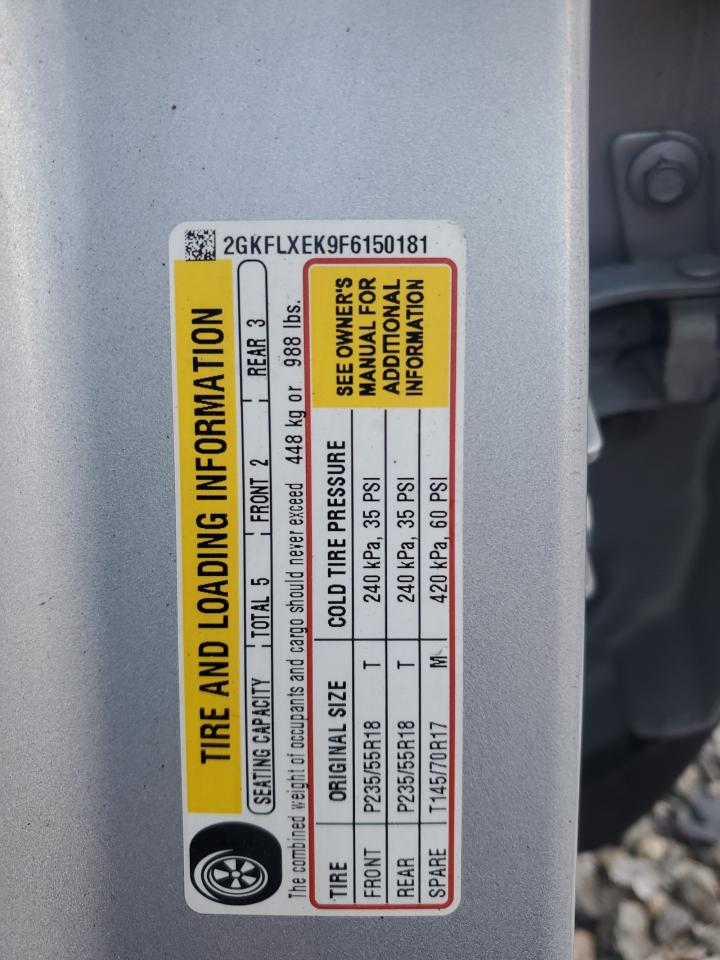 2GKFLXEK9F6150181
TIRE AND LOADING INFORMATION
SEATING CAPACITY TOTAL 5 FRONT 2 REAR 3
The combined weight of occupants and cargo should never exceed 448 kg or 988 lbs.
TIRE ORIGINAL SIZE COLD TIRE PRESSURE
FRONT P235/55R18 T 240 kPa, 35 PSI
REAR P235/55R18 T 240 kPa, 35 PSI
SPARE T145/70R17 M 420 kPa, 60 PSI
SEE OWNER'S
MANUAL FOR
ADDITIONAL
INFORMATION